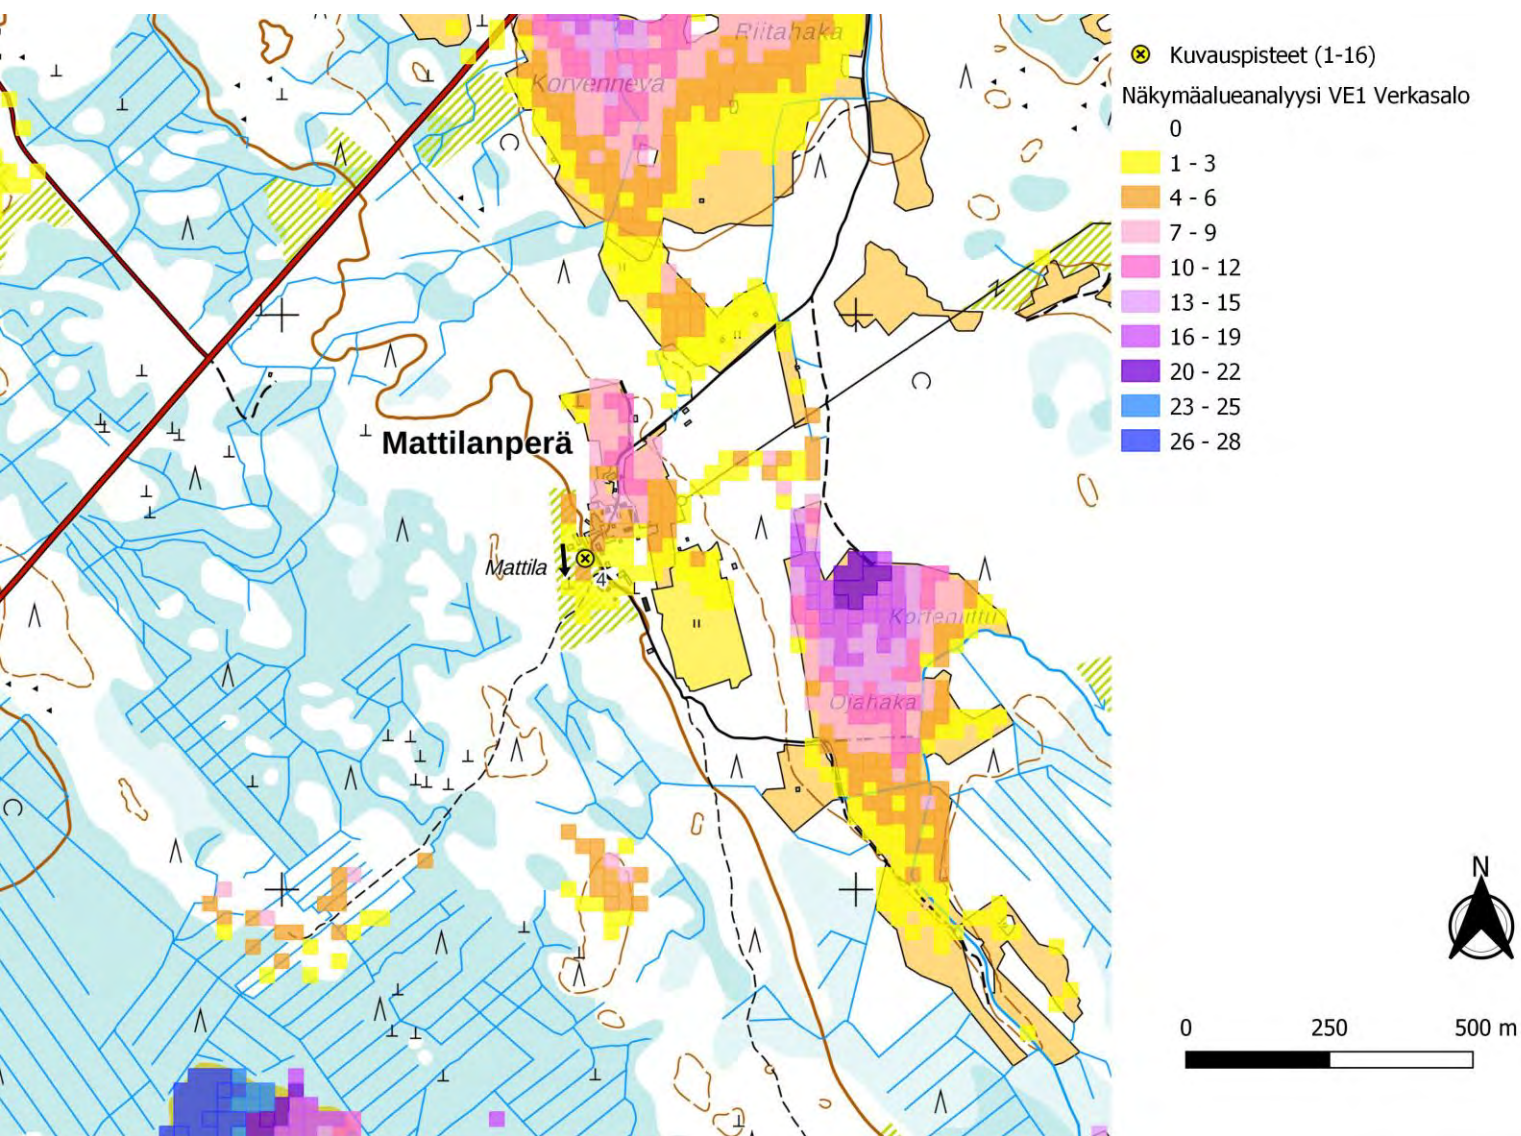 Riitahaka
Korvenneva
Mattilanperä
Mattila
4
Korteniittu
Ojahaka
Kuvauspisteet (1-16)
Näkymäalueanalyysi VE1 Verkasalo
0
1 - 3
4 - 6
7 - 9
10 - 12
13 - 15
16 - 19
20 - 22
23 - 25
26 - 28
N
0 250 500 m